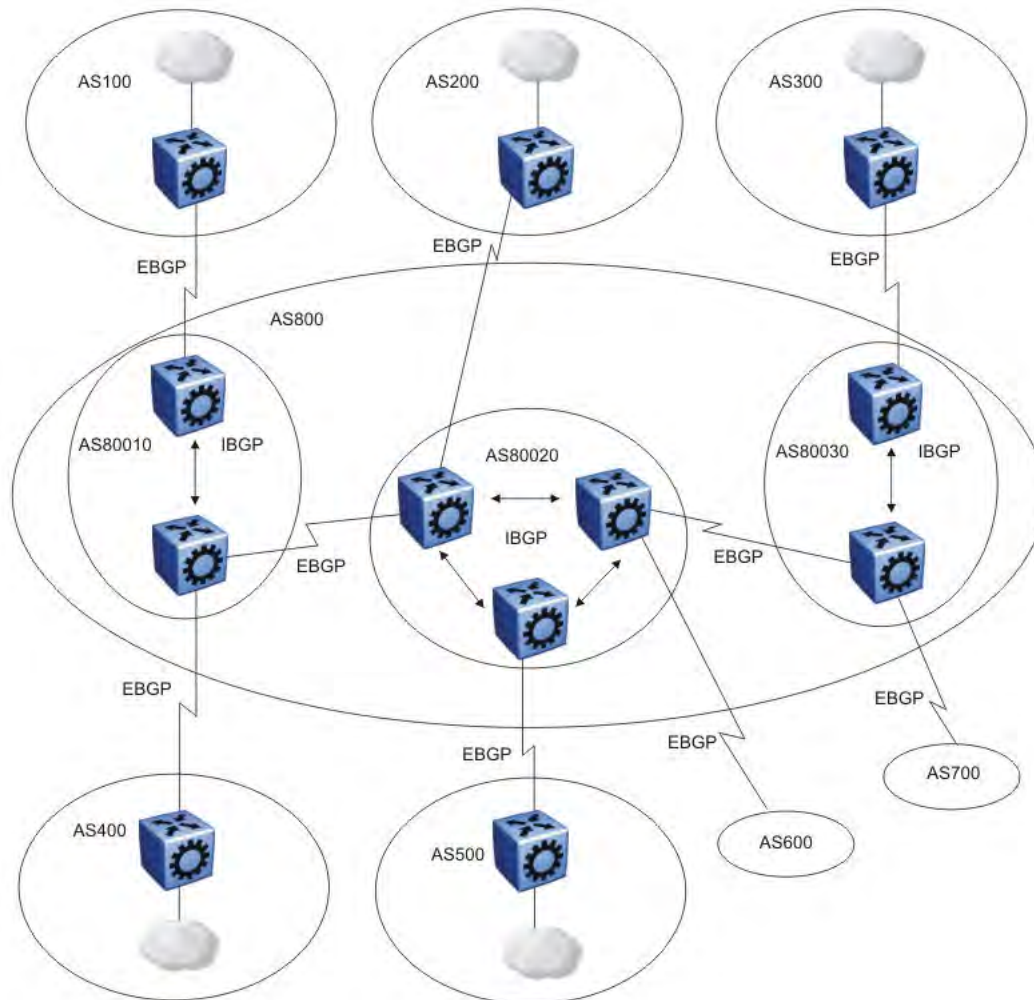 AS100
AS200
AS300
EBGP
EBGP
EBGP
AS800
AS80010
IBGP
AS80020
AS80030
IBGP
IBGP
EBGP
EBGP
EBGP
EBGP
EBGP
EBGP
AS700
AS400
AS500
AS600